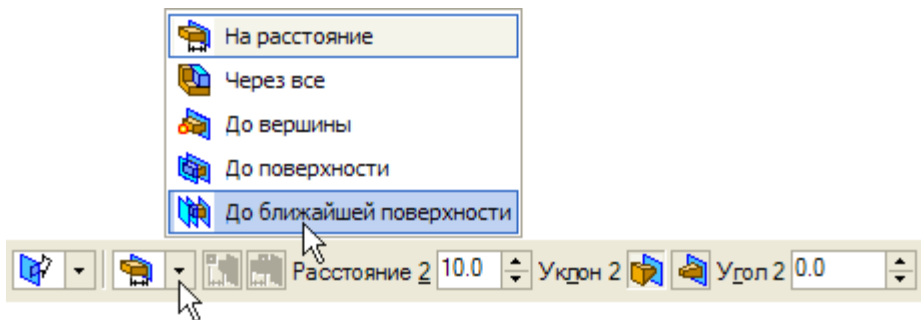 На расстояние
Через все
До вершины
До поверхности
До ближайшей поверхности
Расстояние 2 10.0 Уклон 2 Угол 2 0.0